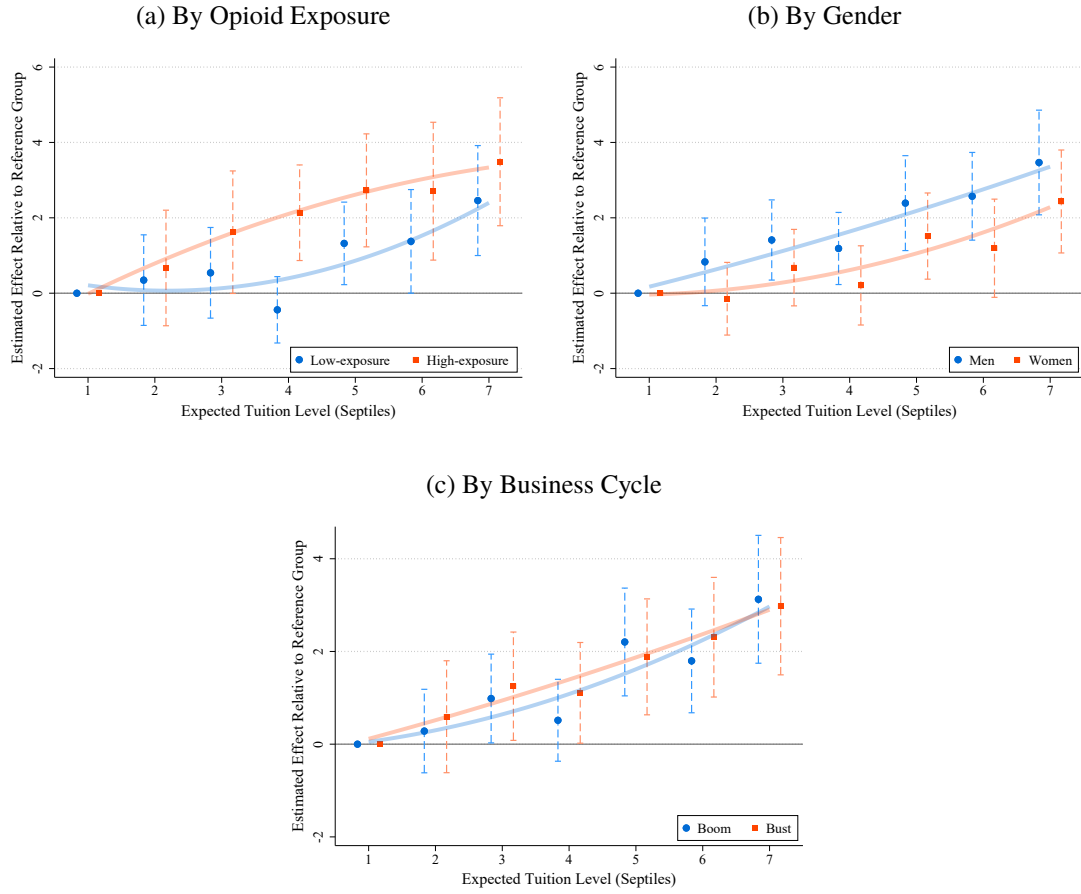 (a) By Opioid Exposure
Estimated Effect Relative to Reference Group
6
4
2
0
-2
1 2 3 4 5 6 7
Expected Tuition Level (Septiles)
Low-exposure High-exposure
(b) By Gender
Estimated Effect Relative to Reference Group
6
4
2
0
-2
1 2 3 4 5 6 7
Expected Tuition Level (Septiles)
Men Women
(c) By Business Cycle
Estimated Effect Relative to Reference Group
4
2
0
-2
1 2 3 4 5 6 7
Expected Tuition Level (Septiles)
Boom Bust